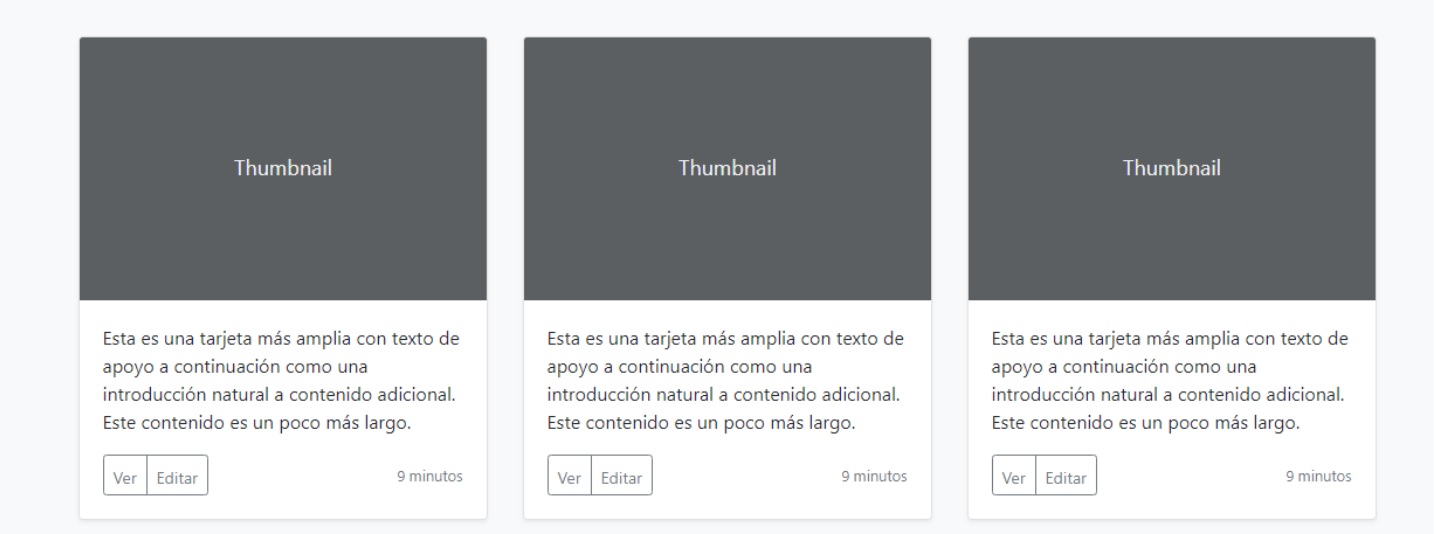 Thumbnail
Esta es una tarjeta más amplia con texto de
apoyo a continuación como una
introducción natural a contenido adicional.
Este contenido es un poco más largo.
Ver Editar 9 minutos
Thumbnail
Esta es una tarjeta más amplia con texto de
apoyo a continuación como una
introducción natural a contenido adicional.
Este contenido es un poco más largo.
Ver Editar 9 minutos
Thumbnail
Esta es una tarjeta más amplia con texto de
apoyo a continuación como una
introducción natural a contenido adicional.
Este contenido es un poco más largo.
Ver Editar 9 minutos